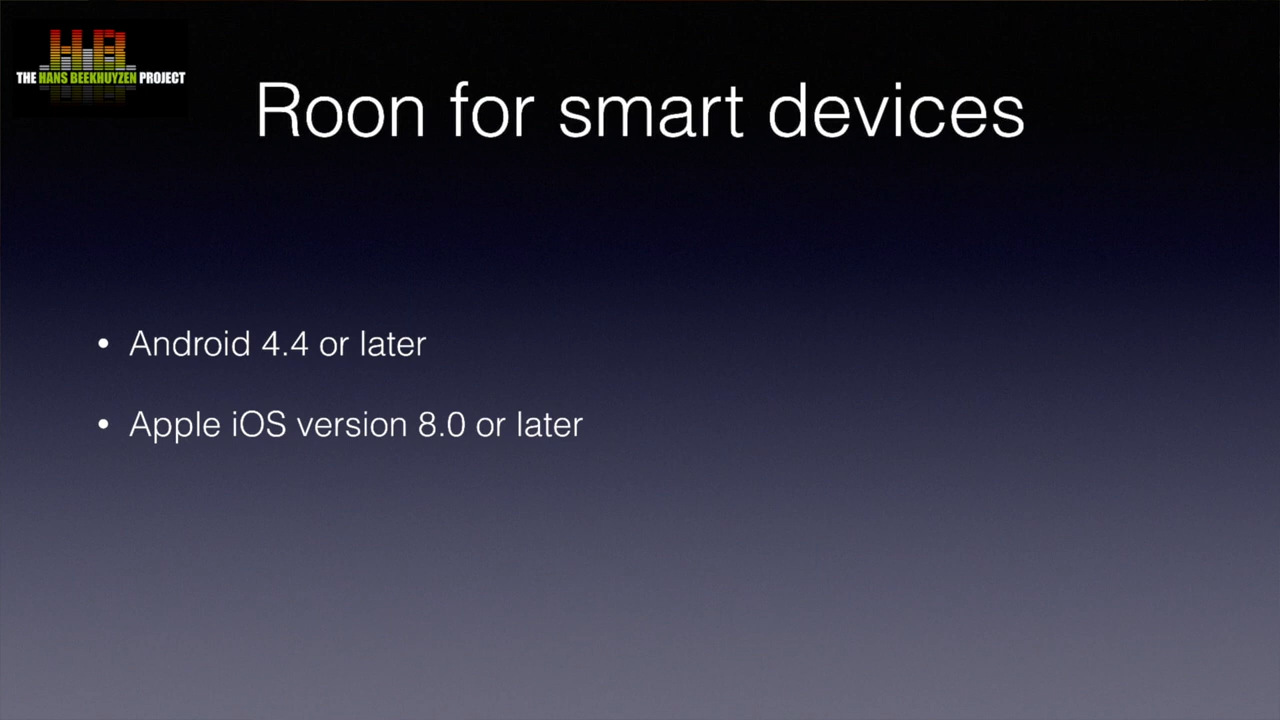 THE HANS BEEKHUYZEN PROJECT
Roon for smart devices
• Android 4.4 or later
• Apple iOS version 8.0 or later